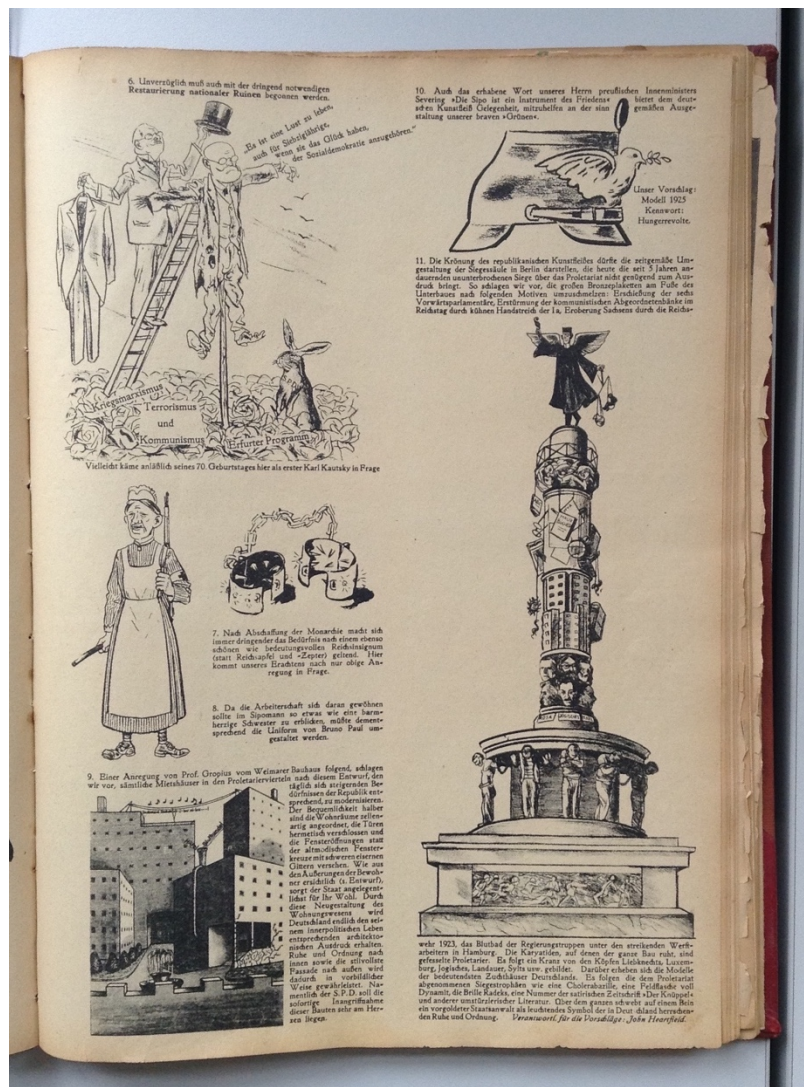 6. Unverzüglich muß auch mit der dringend notwendigen
Restaurierung nationaler Ruinen begonnen werden.
„Es ist eine Lust zu leben,
auch für Siebzigjährige,
wenn sie das Glück haben,
der Sozialdemokratie anzugehören.“
Kriegsmarxismus
Terrorismus
und
Kommunismus
Erfurter Programm
Vielleicht käme anläßlich seines 70. Geburtstages hier als erster Karl Kautsky in Frage
7. Nach Abschaffung der Monarchie macht sich
immer dringender das Bedürfnis nach einem ebenso
schönen wie bedeutungsvollen Reichsinsignum
(statt Reichsapfel und »Zepter) geltend. Hier
kommt unseres Erachtens nach nur obige An-
regung in Frage.
8. Da die Arbeiterschaft sich daran gewöhnen
sollte im Sipomann so etwas wie eine barm-
herzige Schwester zu erblicken, müßte dement-
sprechend die Uniform von Bruno Paul um-
gestaltet werden.
9. Einer Anregung von Prof. Gropius vom Weimarer Bauhaus folgend, schlagen
wir vor, sämtliche Mietshäuser in den Proletariervierteln nach diesem Entwurf, den
täglich sich steigernden Be-
dürfnissen der Republik ent-
sprechend, zu modernisieren.
Der Bequemlichkeit halber
sind die Wohnräume zellen-
artig angeordnet, die Türen
hermetisch verschlossen und
die Fensteröffnungen statt
der altmodischen Fenster-
kreuze mit schweren eisernen
Gittern versehen. Wie aus
den Äußerungen der Bewoh-
ner ersichtlich (s. Entwurf),
sorgt der Staat angelegent-
lichst für Ihr Wohl. Durch
diese Neugestaltung des
Wohnungswesens wird
Deutschland endlich den sei-
nem innerpolitischen Leben
entsprechenden architekto-
nischen Ausdruck erhalten.
Ruhe und Ordnung nach
innen sowie die stilvollste
Fassade nach außen wird
dadurch in vorbildlicher
Weise gewährleistet. Na-
mentlich der S.P.D. soll die
sofortige Inangriffnahme
dieser Bauten sehr am Her-
zen liegen.
10. Auch das erhabene Wort unseres Herrn preußischen Innenministers
Severing »Die Sipo ist ein Instrument des Friedens« bietet dem deut-
schen Kunstfleiß Gelegenheit, mitzuhelfen an der sinn gemäßen Ausge-
staltung unserer braven »Grünen«.
Unser Vorschlag:
Modell 1925
Kennwort:
Hungerrevolte.
11. Die Krönung des republikanischen Kunstfleißes dürfte die zeitgemäße Um-
gestaltung der Siegessäule in Berlin darstellen, die heute die seit 5 Jahren an-
dauernden ununterbrochenen Siege über das Proletariat nicht genügend zum Aus-
druck bringt. So schlagen wir vor, die großen Bronzeplaketten am Fuße des
Unterbaues nach folgenden Motiven umzuschmelzen: Erschießung der sechs
Vorwärtsparlamentäre, Erstürmung der kommunistischen Abgeordnetenbänke im
Reichstag durch kühnen Handstreich der Ia, Eroberung Sachsens durch die Reichs-
wehr 1923, das Blutbad der Regierungstruppen unter den streikenden Werft-
arbeitern in Hamburg. Die Karyatiden, auf denen der ganze Bau ruht, sind
gefesselte Proletarier. Es folgt ein Kranz von den Köpfen Liebknechts, Luxem-
burg, Jogisches, Landauer, Sylts usw. gebildet. Darüber erheben sich die Modelle
der bedeutendsten Zuchthäuser Deutschlands. Es folgen die dem Proletariat
abgenommenen Siegestrophäen wie eine Cholerabazille, eine Feldflasche voll
Dynamit, die Brille Radeks, eine Nummer der satirischen Zeitschrift »Der Knüppel«
und anderer umstürzlerischer Literatur. Über dem ganzen schwebt auf einem Bein
ein vorgoldeter Staatsanwalt als leuchtendes Symbol der in Deutschland herrschen-
den Ruhe und Ordnung. Verantwortl. für die Vorschläge: John Heartfield.